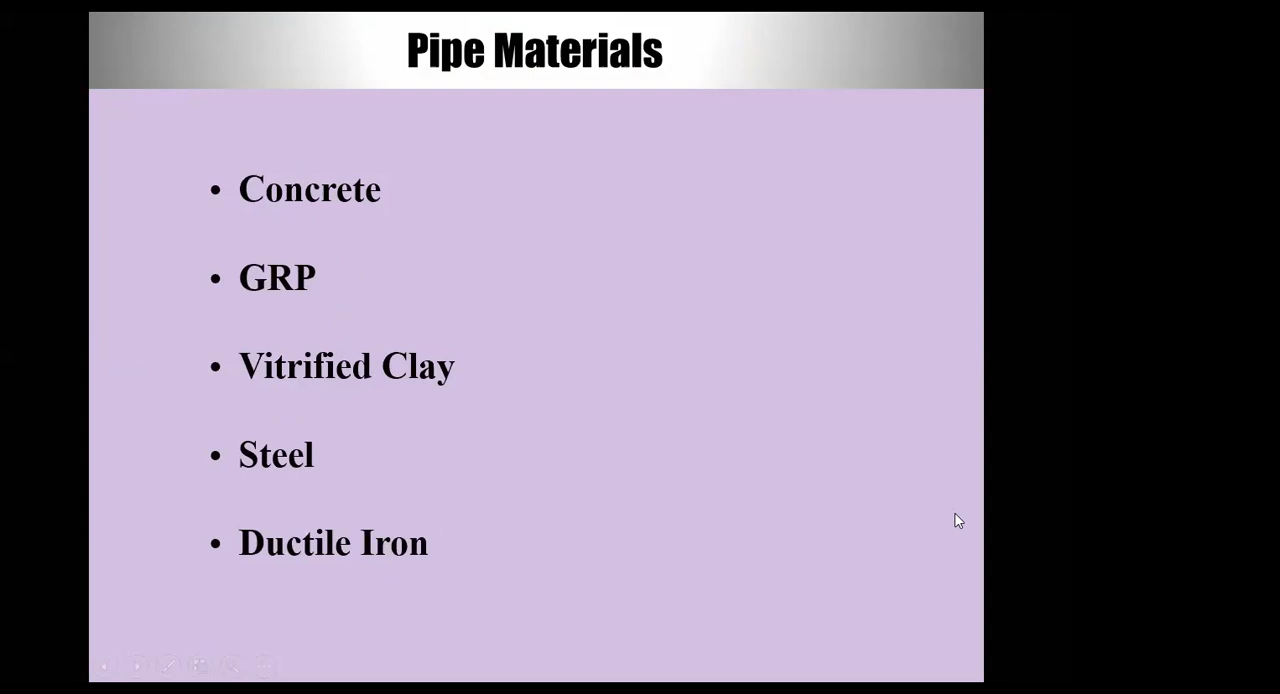 Pipe Materials
• Concrete
• GRP
• Vitrified Clay
• Steel
• Ductile Iron